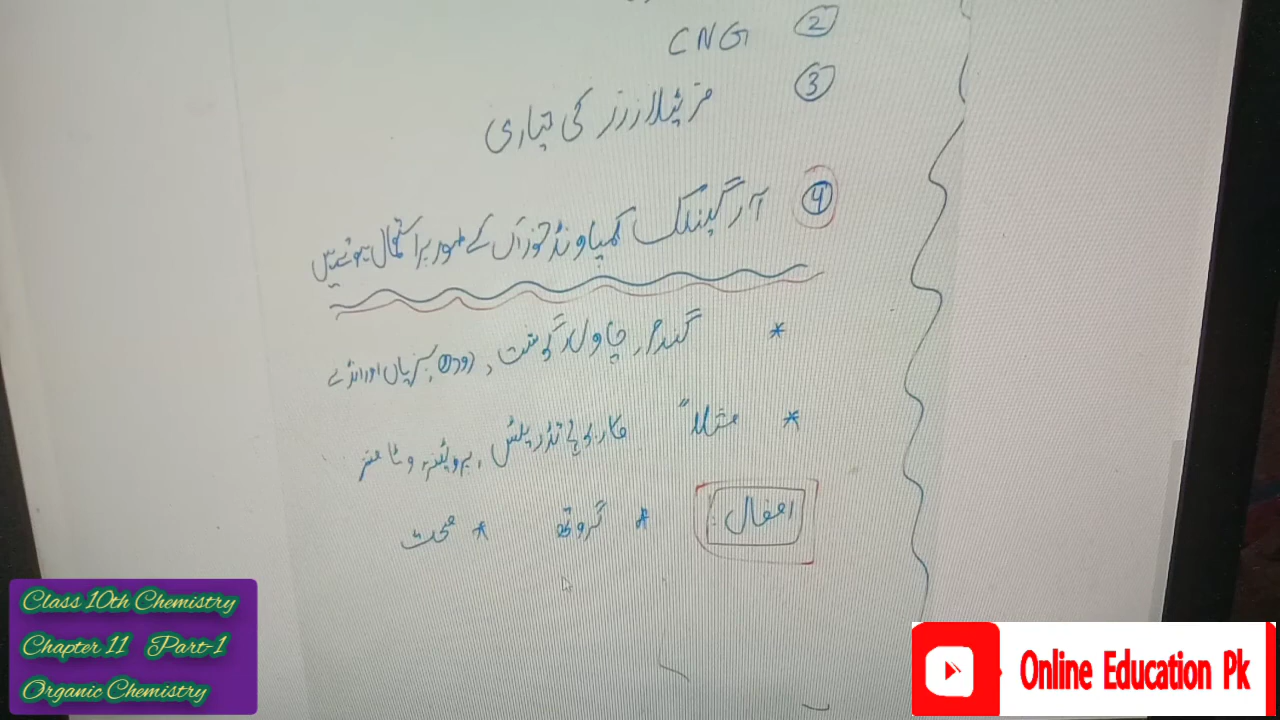 ② CNG
③ فرٹیلائزرز کی تیاری
④ آرگینک کمپاونڈ خوراک کے طور پر استعمال ہوتے ہیں
* گندم, چاول, گوشت, دودھ, سبزیاں اور انڈے
* مثلاً کاربوہائیڈریٹس, پروٹینز, وٹامنز
افعال: * گروتھ * صحت
Class 10th Chemistry
Chapter 11 Part-1
Organic Chemistry
Online Education Pk